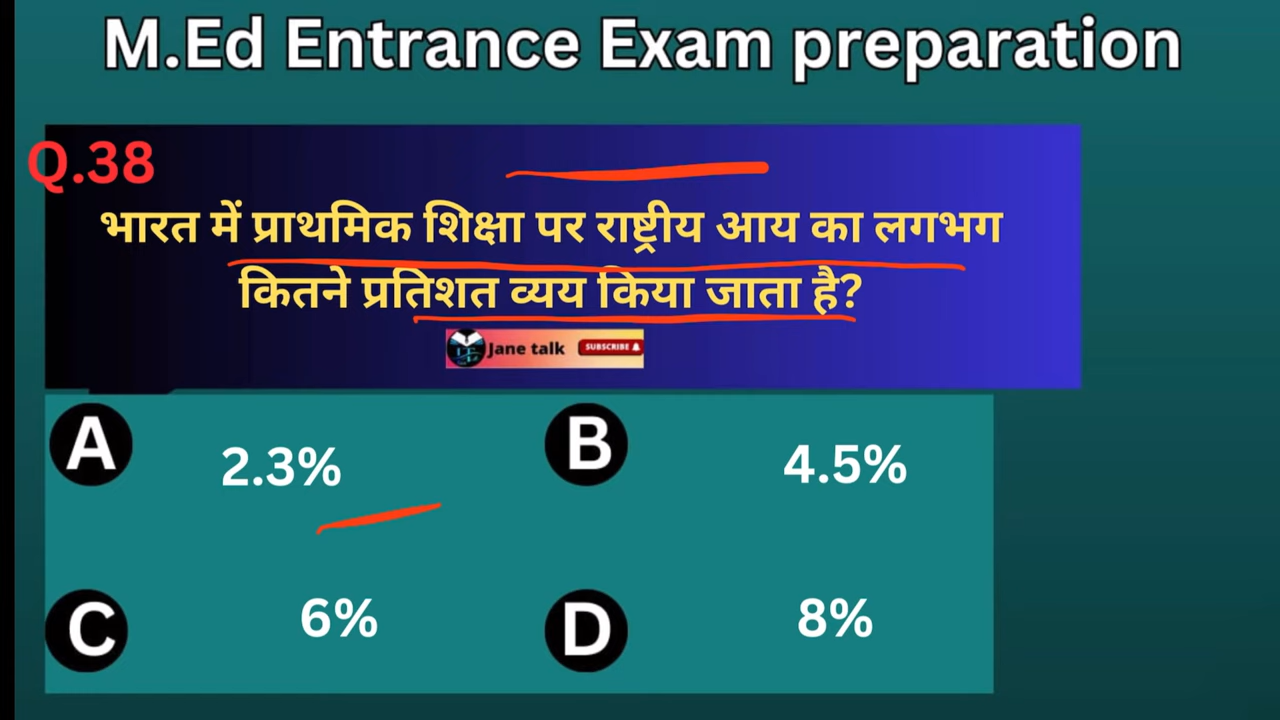 M.Ed Entrance Exam preparation
Q.38
भारत में प्राथमिक शिक्षा पर राष्ट्रीय आय का लगभग
कितने प्रतिशत व्यय किया जाता है?
Jane talk SUBSCRIBE
A 2.3% B 4.5%
C 6% D 8%